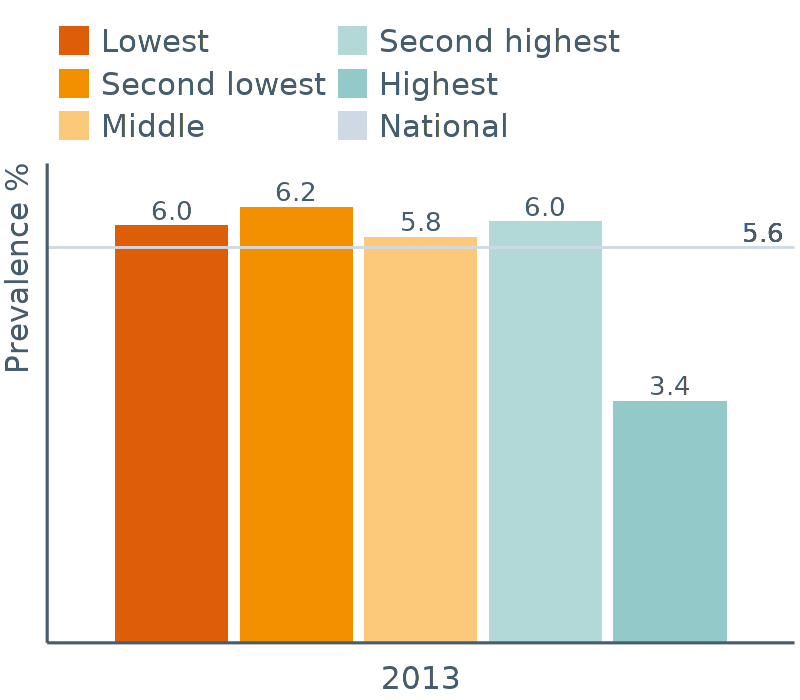 Lowest
Second lowest
Middle
Second highest
Highest
National
Prevalence %
6.0
6.2
5.8
6.0
3.4
5.6
2013